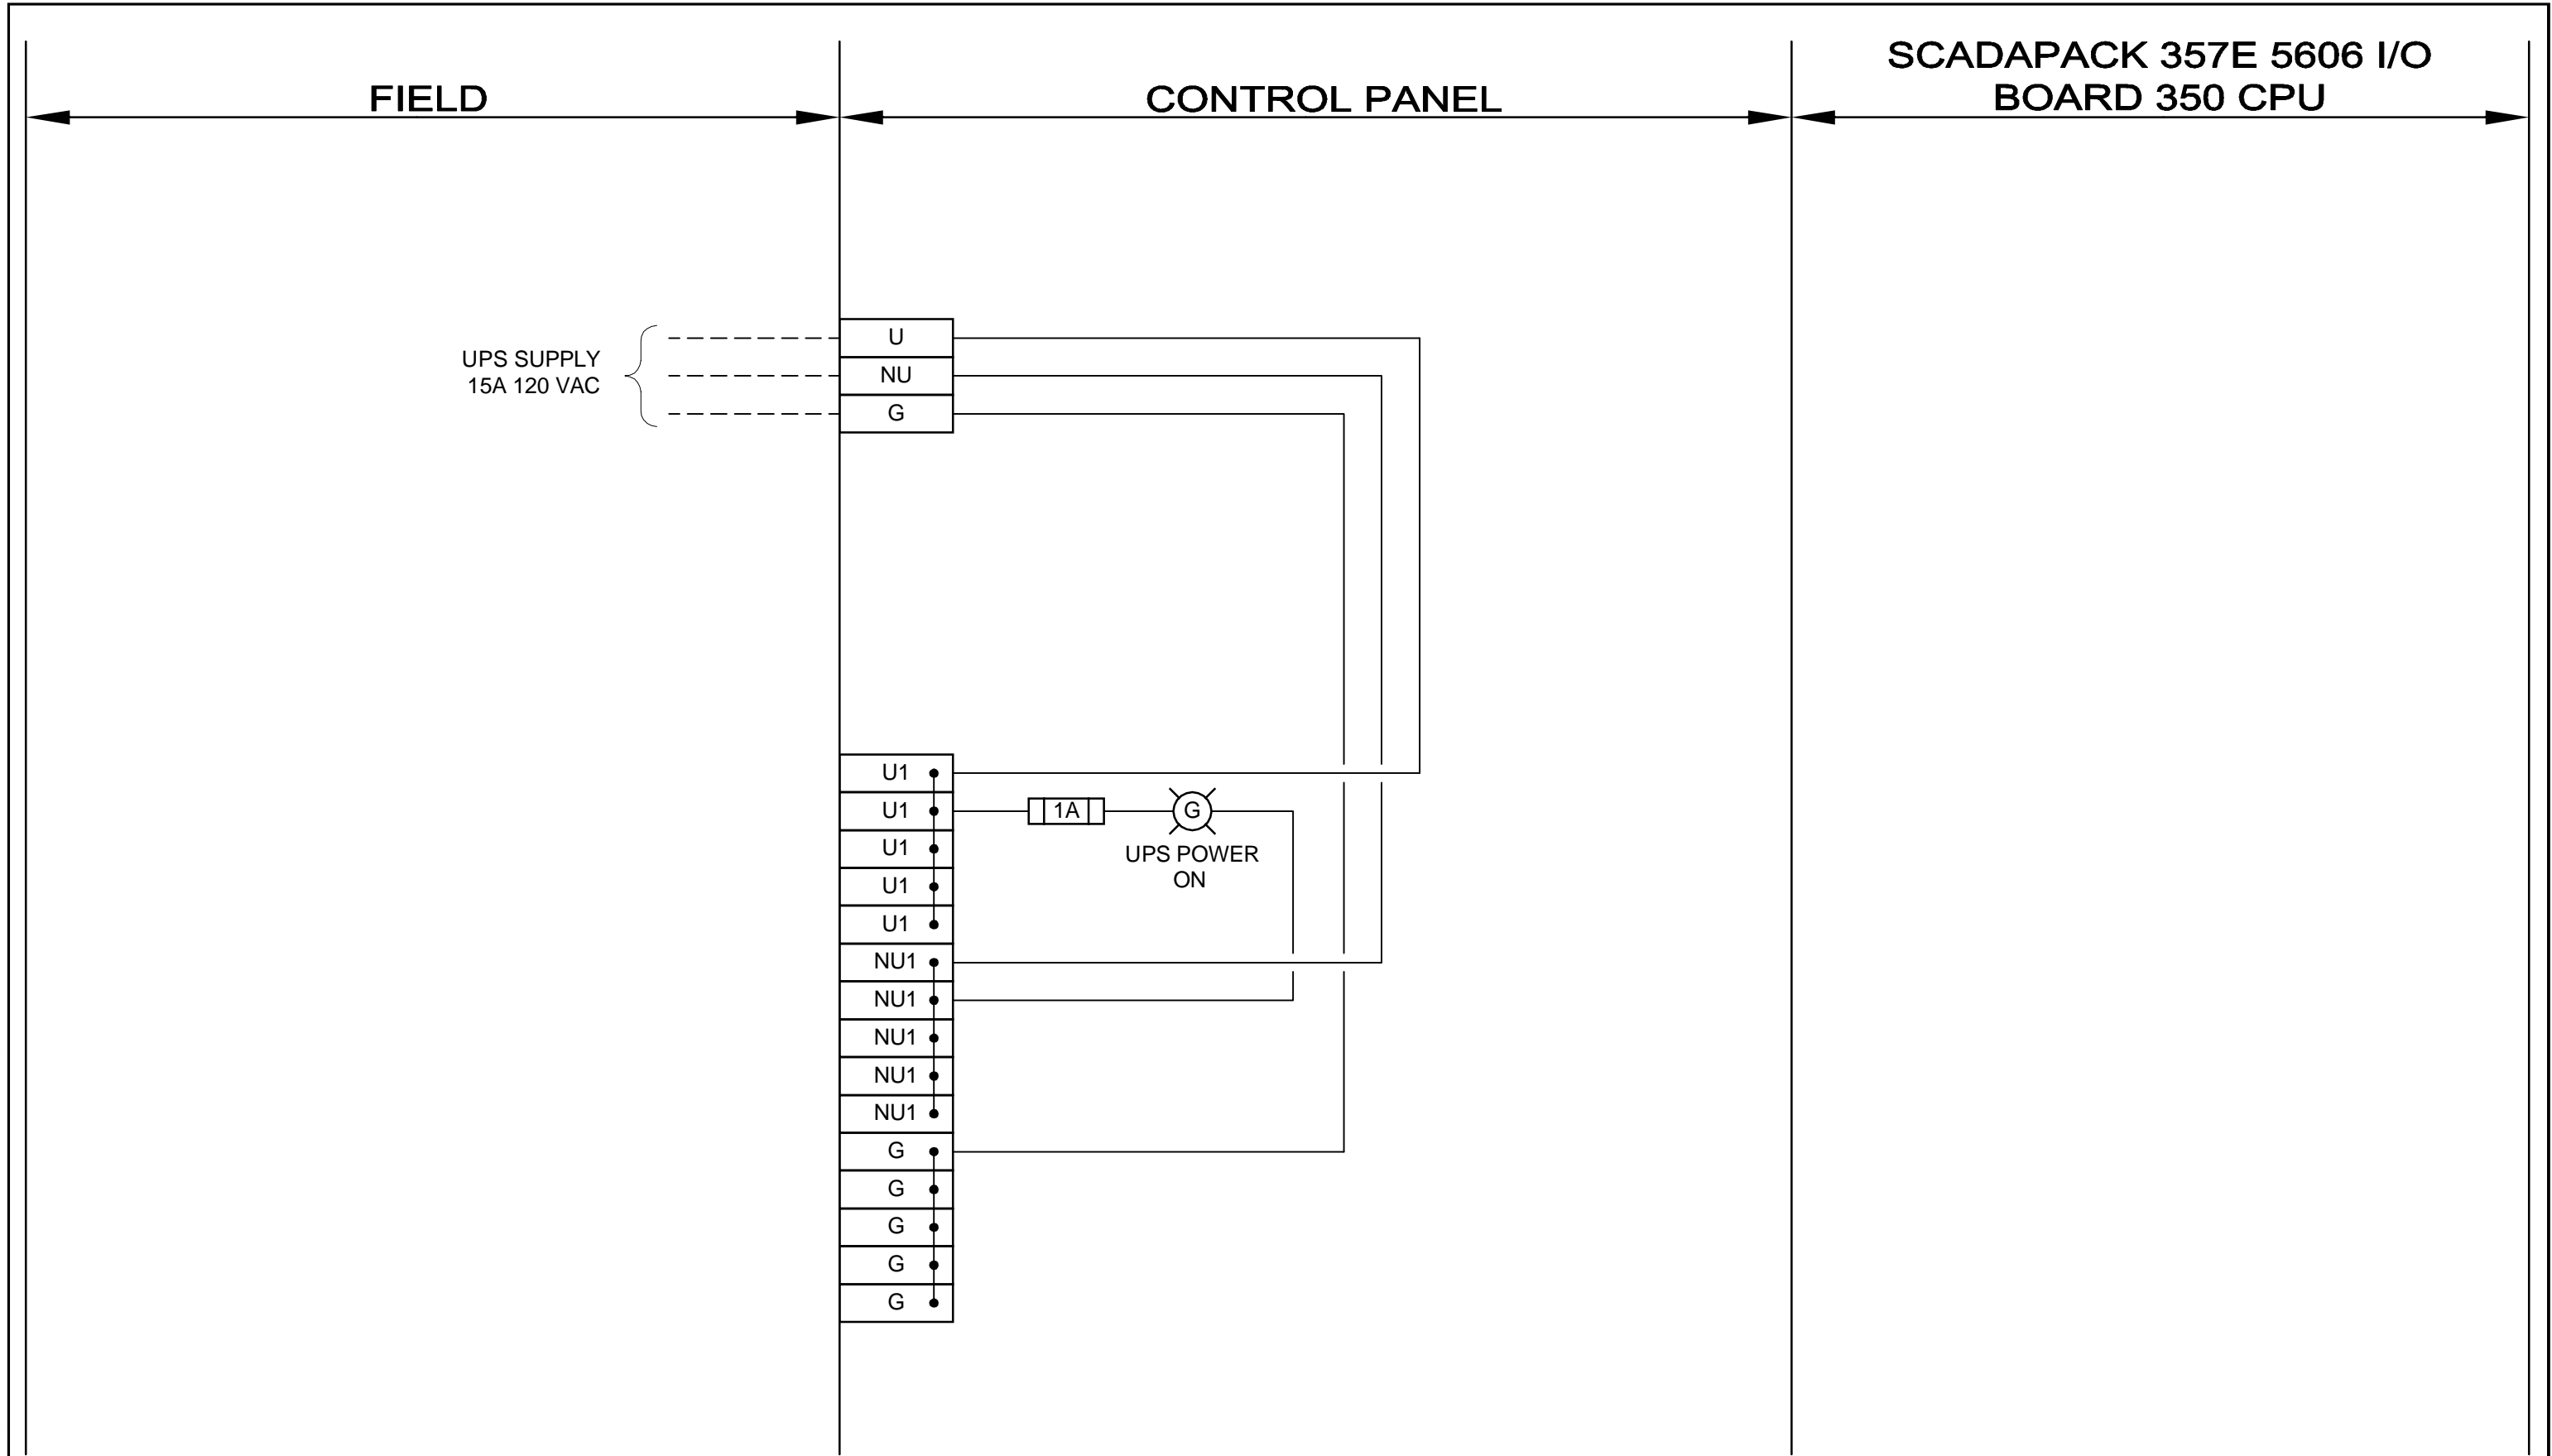 FIELD
CONTROL PANEL
SCADAPACK 357E 5606 I/O
BOARD 350 CPU
UPS SUPPLY
15A 120 VAC
U
NU
G
U1
U1
1A
G
UPS POWER
ON
U1
U1
U1
NU1
NU1
NU1
NU1
NU1
G
G
G
G
G